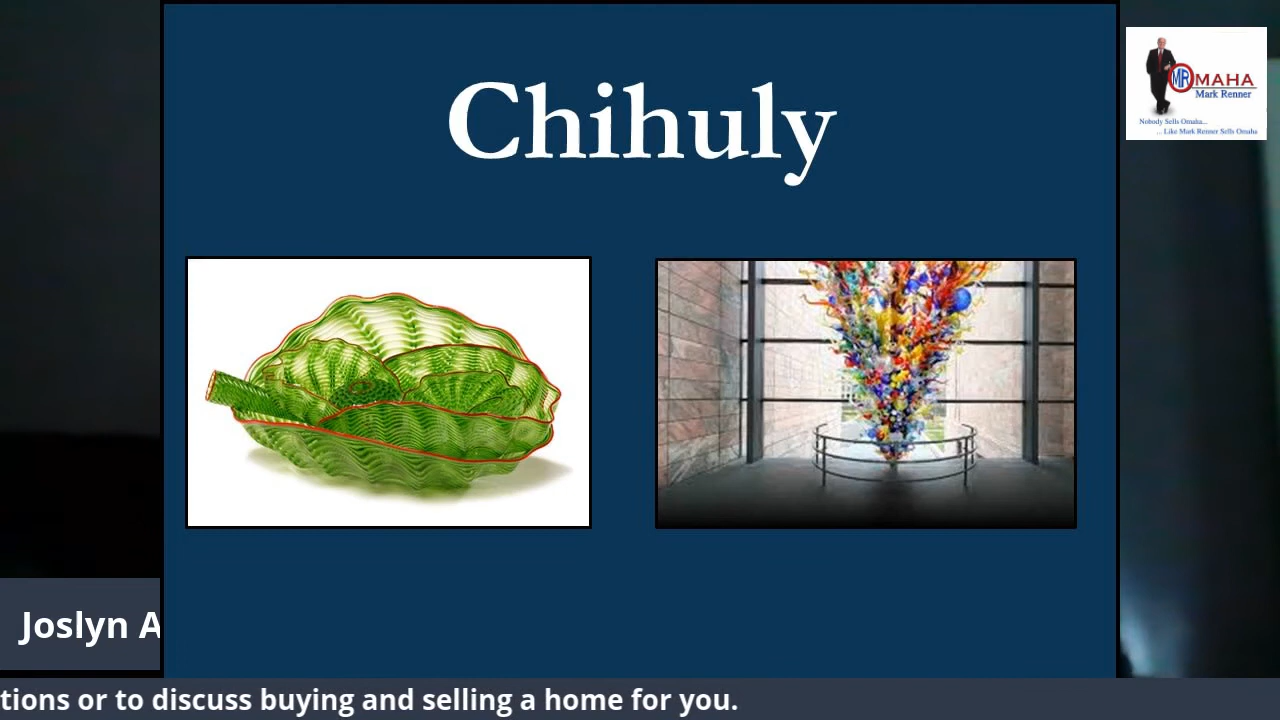 Chihuly
MR
OMAHA
Mark Renner
Nobody Sells Omaha...
... Like Mark Renner Sells Omaha
Joslyn A
tions or to discuss buying and selling a home for you.